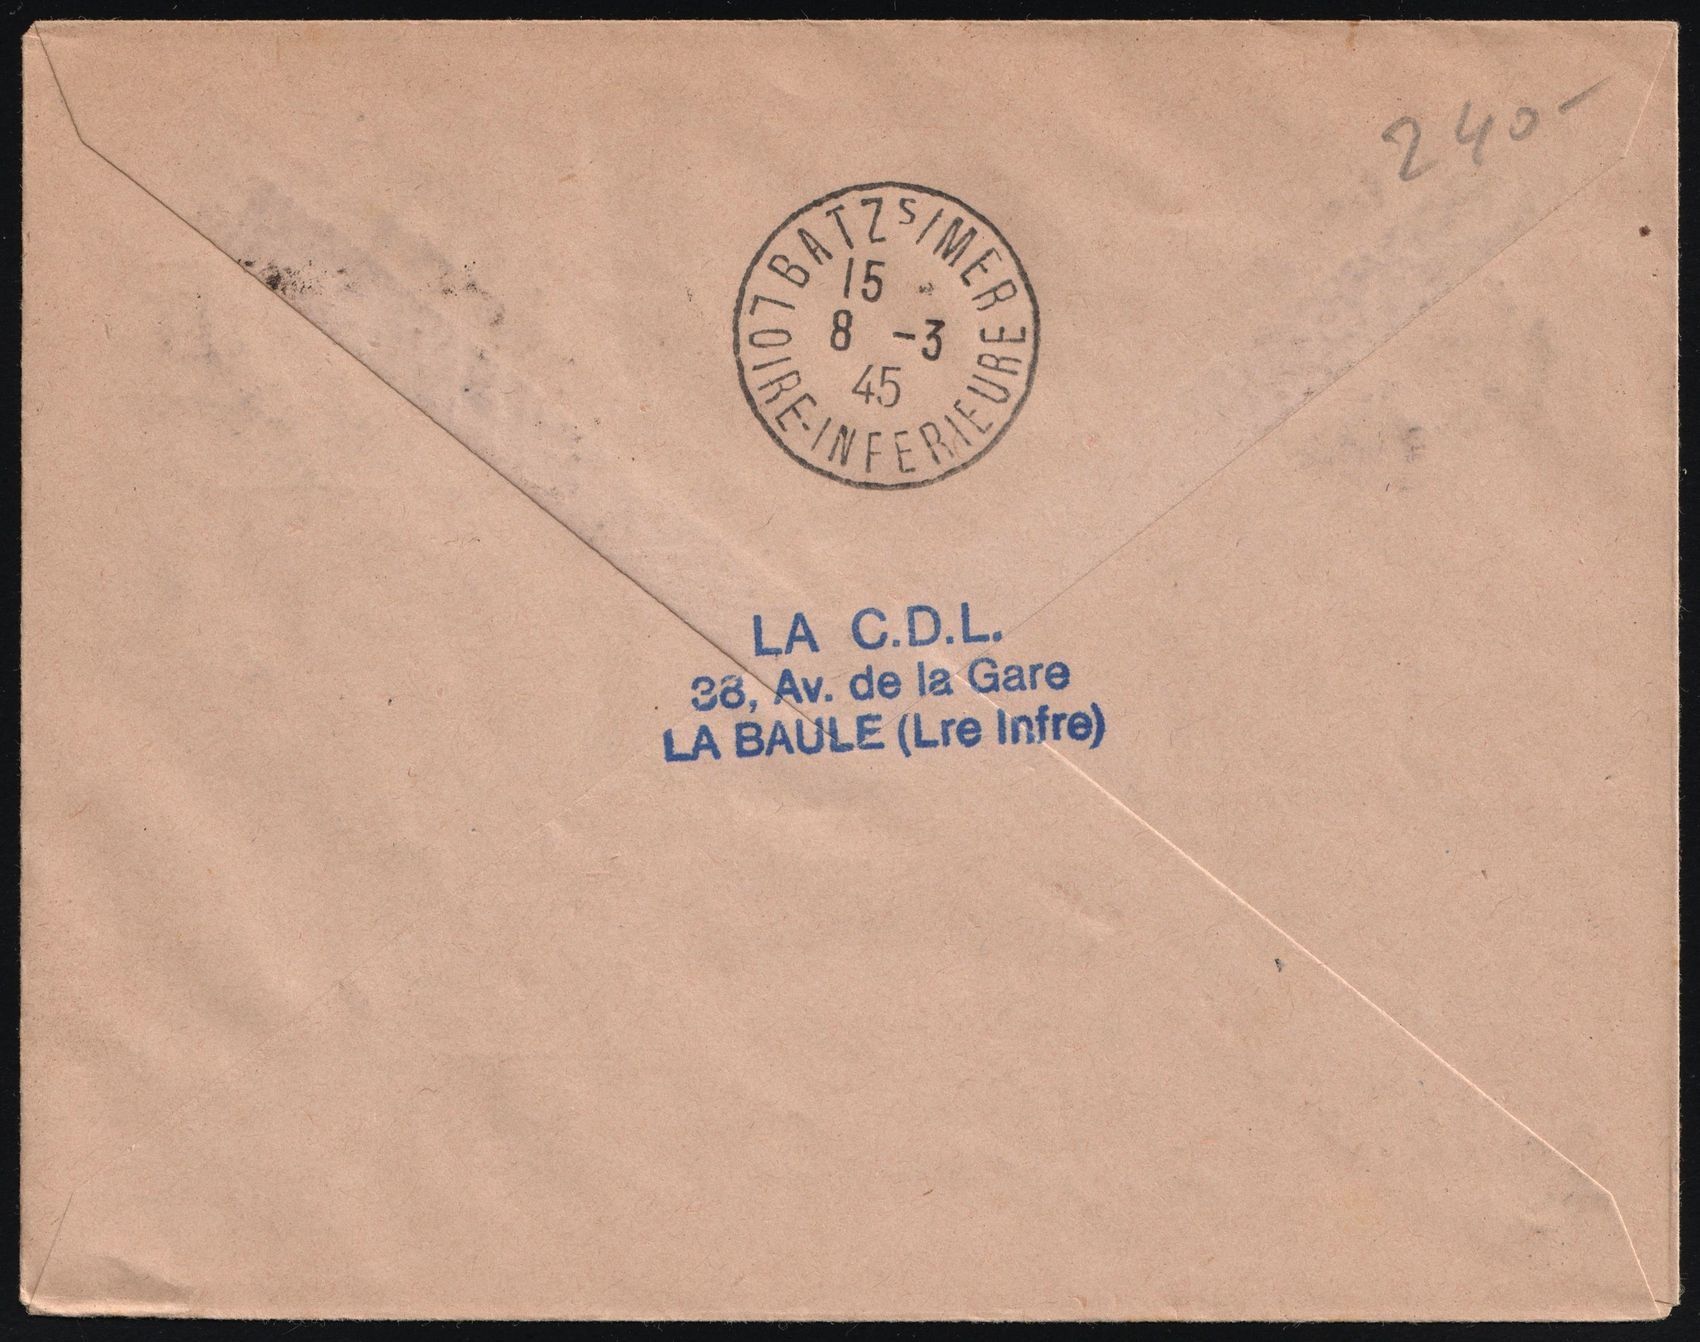 240-
BATZ S/MER
15
8 -3
45
LOIRE-INFERIEURE
LA C.D.L.
38, Av. de la Gare
LA BAULE (Lre Infre)